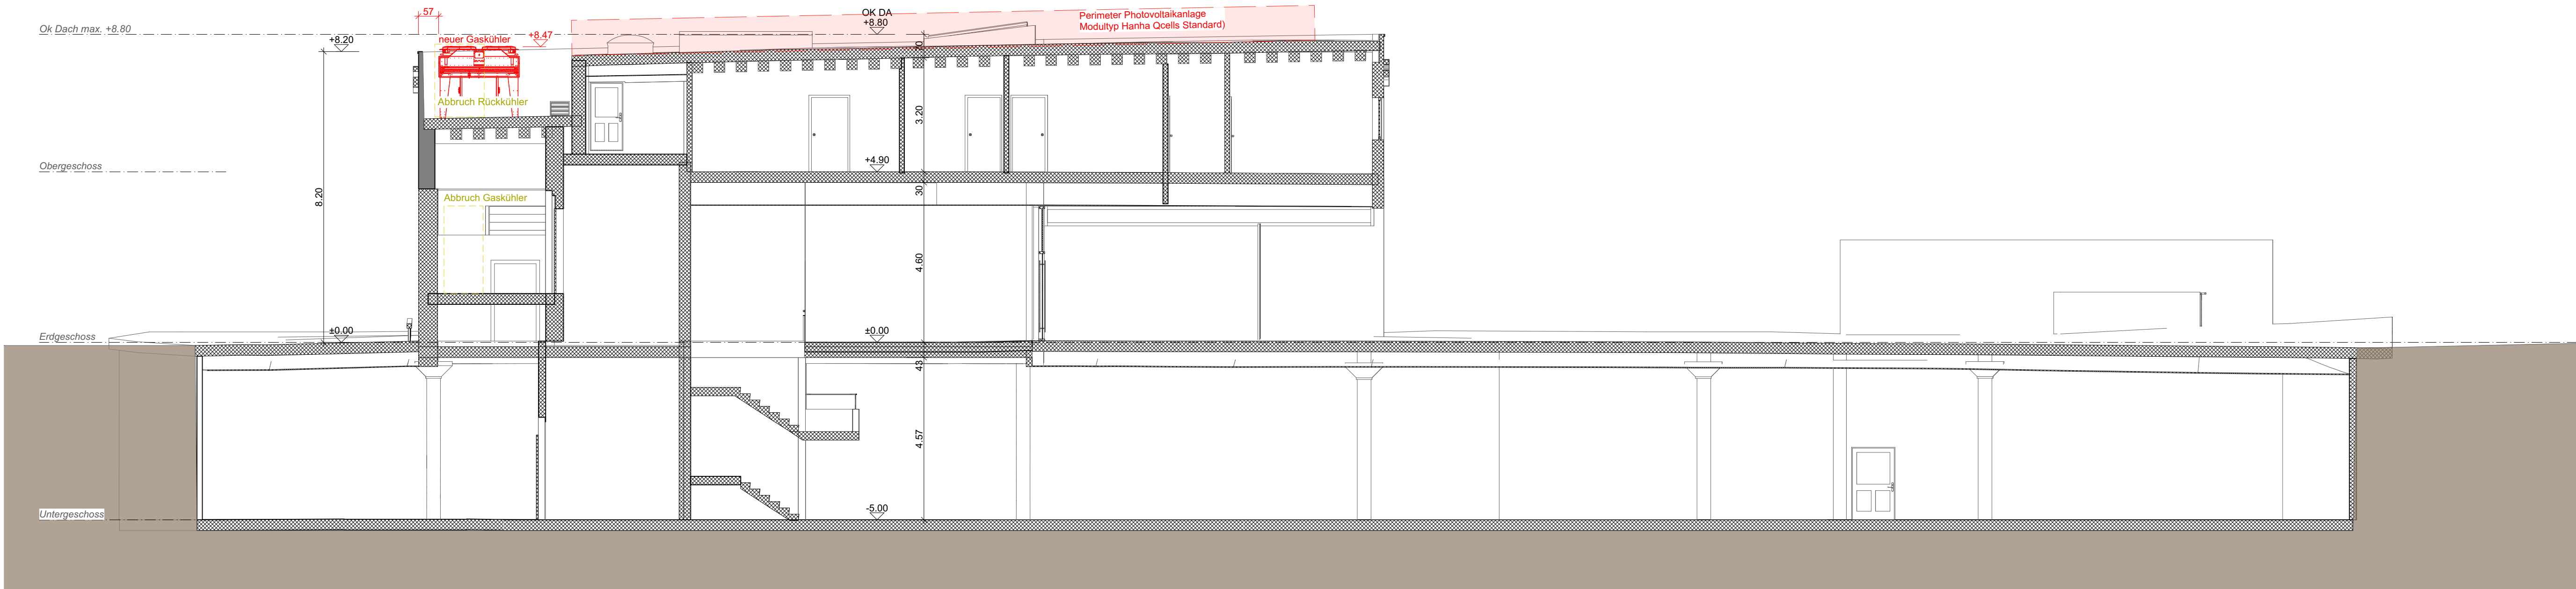 57
OK DA
+8.80
Perimeter Photovoltaikanlage
Modultyp Hanha Qcells Standard)
Ok Dach max. +8.80
+8.20
neuer Gaskühler
+8.47
70
Abbruch Rückkühler
3.20
Obergeschoss
+4.90
8.20
30
Abbruch Gaskühler
4.60
Erdgeschoss
±0.00
±0.00
43
4.57
Untergeschoss
-5.00